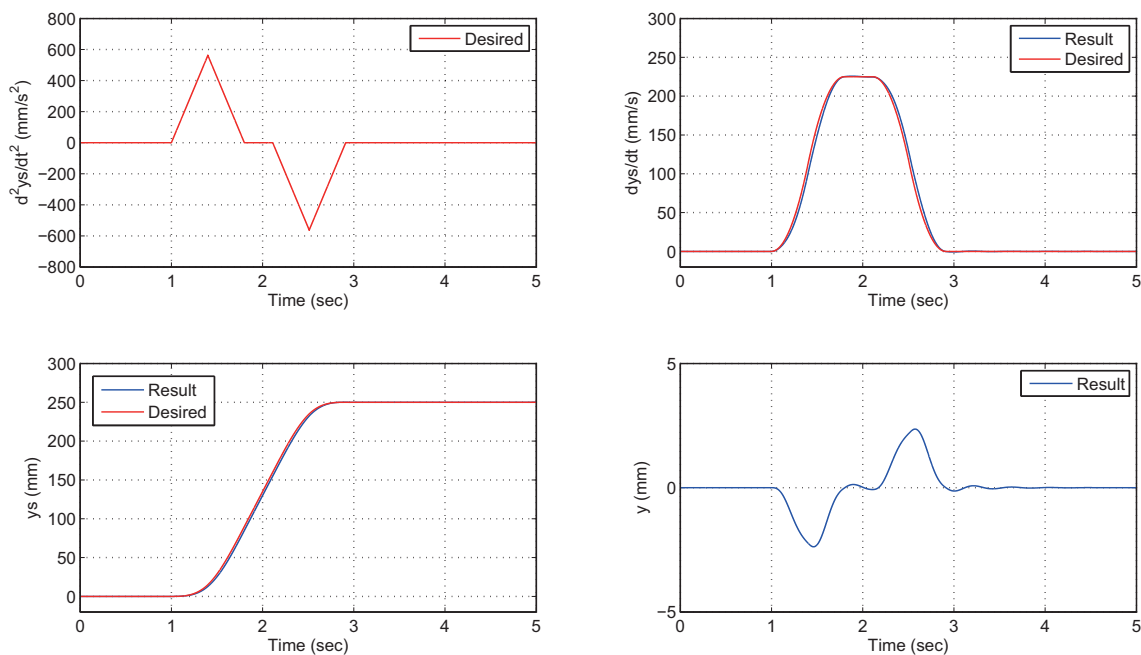 800
600
400
200
0
−200
−400
−600
−800
d²ys/dt² (mm/s²)
Desired
0 1 2 3 4 5
Time (sec)
300
250
200
150
100
50
0
dys/dt (mm/s)
Result
Desired
0 1 2 3 4 5
Time (sec)
300
250
200
150
100
50
0
ys (mm)
Result
Desired
0 1 2 3 4 5
Time (sec)
5
0
−5
y (mm)
Result
0 1 2 3 4 5
Time (sec)